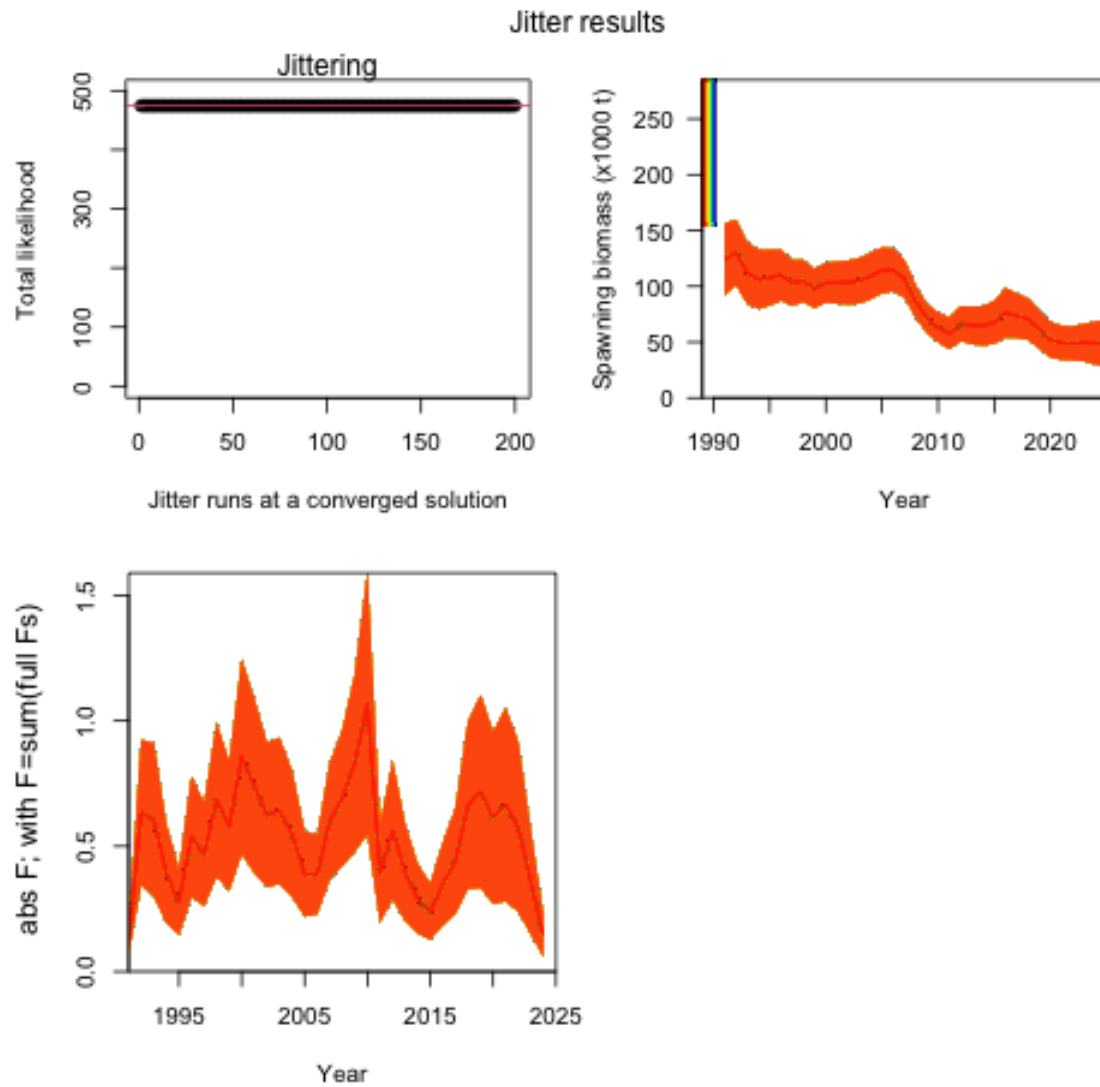 Jitter results
Jittering
Total likelihood
500
300
100
0
0 50 100 150 200
Jitter runs at a converged solution
Spawning biomass (x1000 t)
250
200
150
100
50
0
1990 2000 2010 2020
Year
abs F; with F=sum(full Fs)
1.5
1.0
0.5
0.0
1995 2005 2015 2025
Year